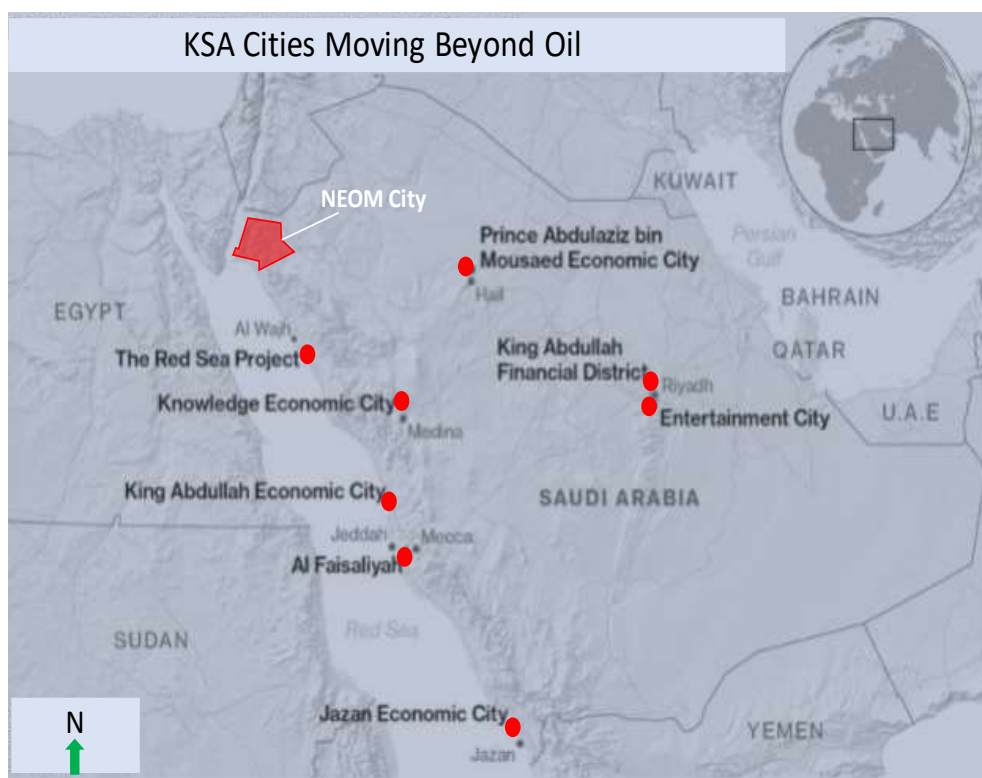 KSA Cities Moving Beyond Oil
KUWAIT
NEOM City
Prince Abdulaziz bin
Mousaed Economic City
Persian
Gulf
Hail
EGYPT
BAHRAIN
Al Wajh
The Red Sea Project
King Abdullah
Financial District
QATAR
Riyadh
Knowledge Economic City
Medina
Entertainment City
U.A.E
King Abdullah Economic City
SAUDI ARABIA
Jeddah
Mecca
Al Faisaliyah
Red Sea
SUDAN
Jazan Economic City
Jazan
YEMEN
N